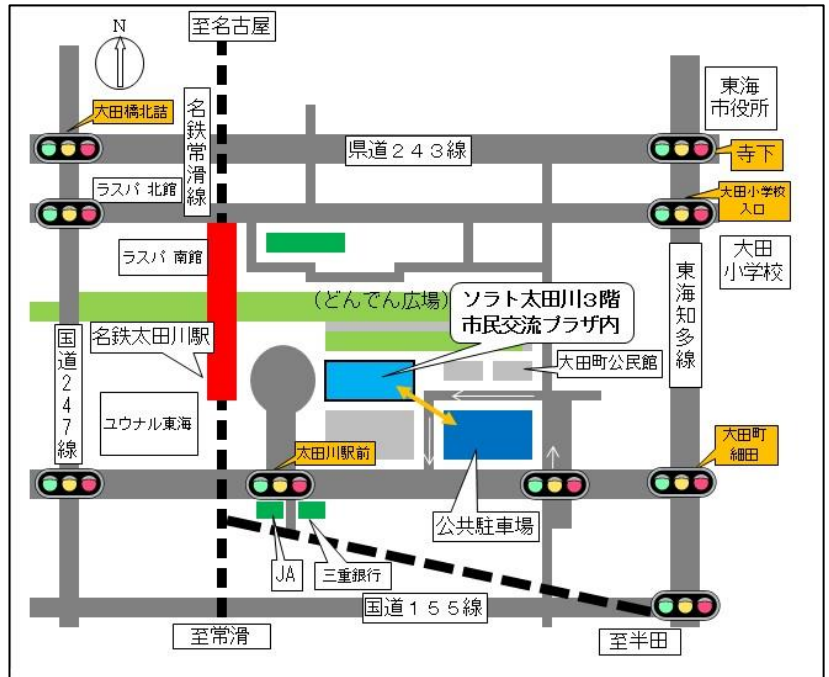 至名古屋
N
大田橋北詰
名鉄常滑線
東海
市役所
県道243線
寺下
ラスパ 北館
大田小学校
入口
ラスパ 南館
大田
小学校
(どんでん広場)
ソラト太田川3階
市民交流プラザ内
東海知多線
名鉄太田川駅
大田町公民館
国道247線
ユウナル東海
太田川駅前
大田町
細田
公共駐車場
JA
三重銀行
国道155線
至常滑
至半田